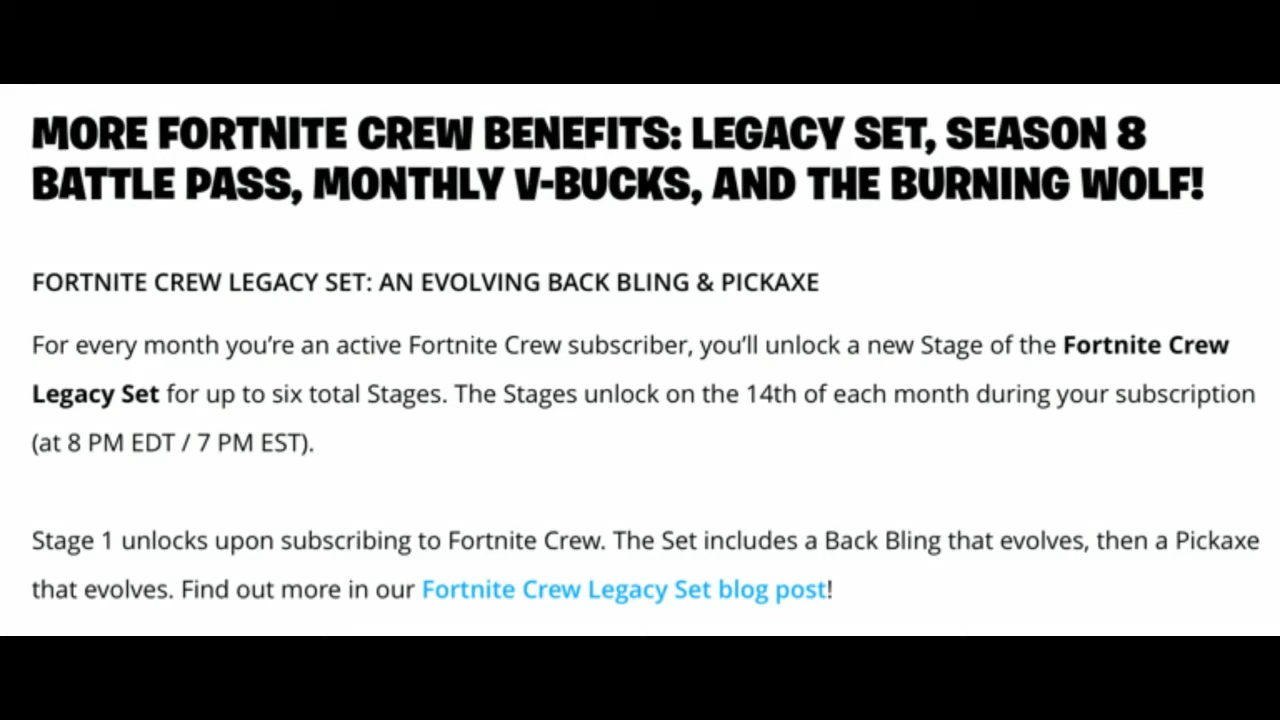 MORE FORTNITE CREW BENEFITS: LEGACY SET, SEASON 8
BATTLE PASS, MONTHLY V-BUCKS, AND THE BURNING WOLF!
FORTNITE CREW LEGACY SET: AN EVOLVING BACK BLING & PICKAXE
For every month you’re an active Fortnite Crew subscriber, you’ll unlock a new Stage of the Fortnite Crew
Legacy Set for up to six total Stages. The Stages unlock on the 14th of each month during your subscription
(at 8 PM EDT / 7 PM EST).
Stage 1 unlocks upon subscribing to Fortnite Crew. The Set includes a Back Bling that evolves, then a Pickaxe
that evolves. Find out more in our Fortnite Crew Legacy Set blog post!